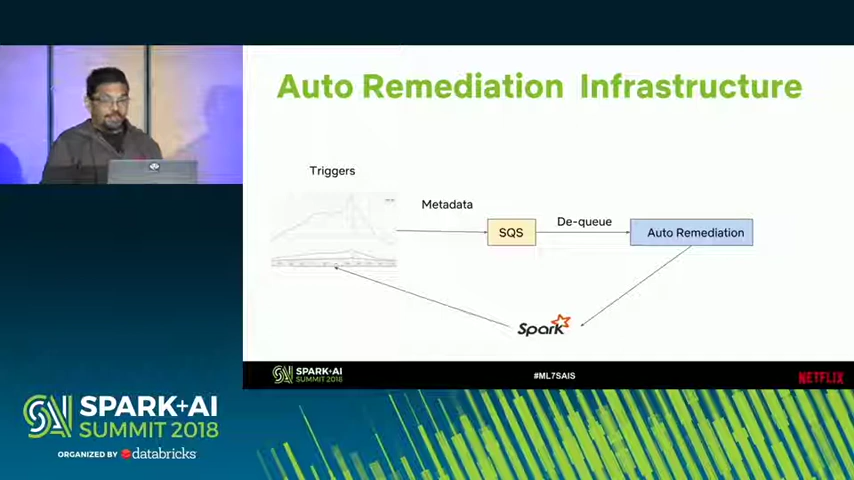 Auto Remediation Infrastructure
Triggers
Metadata
SQS
De-queue
Auto Remediation
Spark
SPARK+AI
SUMMIT 2018
#ML7SAIS
NETFLIX
SAI
SPARK+AI
SUMMIT 2018
ORGANIZED BY databricks